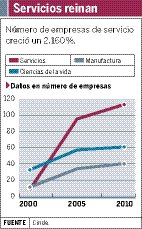 Servicios reinan
Número de empresas de servicio
creció un 2,160%.
Servicios
Manufactura
Ciencias de la vida
Datos en número de empresas
120
100
80
60
40
20
0
2000
2005
2010
FUENTE Cinde.